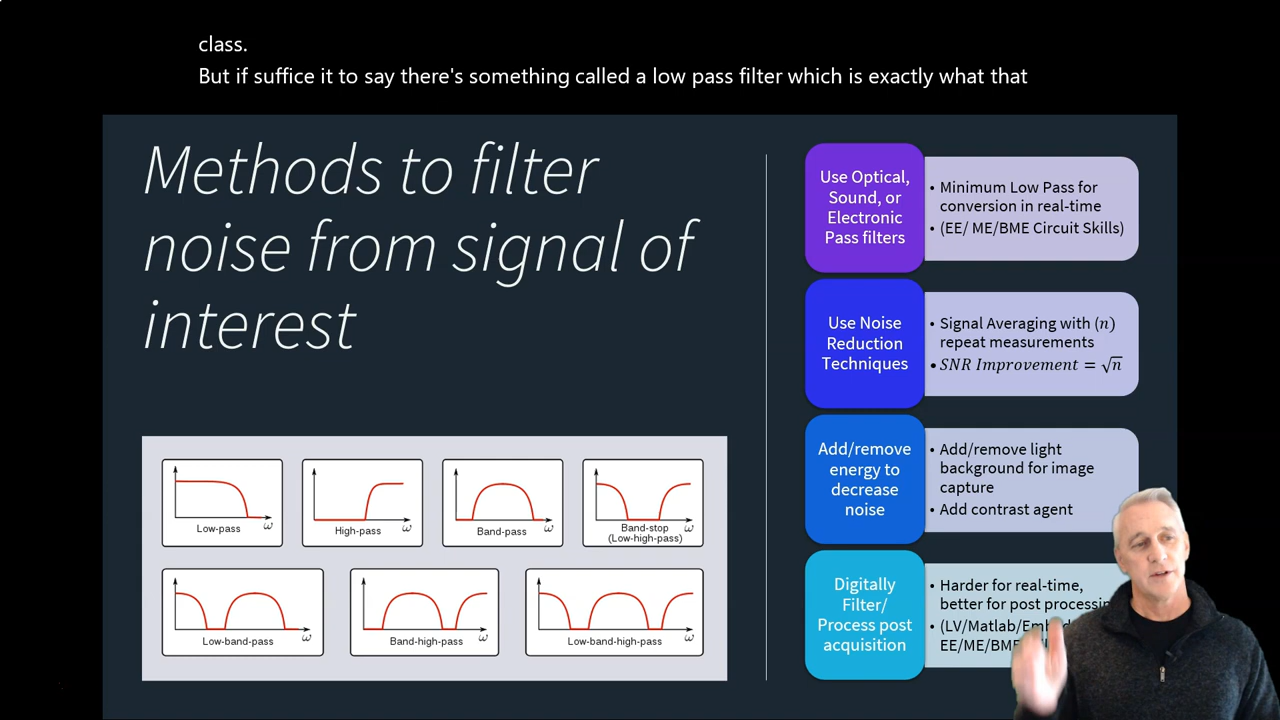 class.
But if suffice it to say there's something called a low pass filter which is exactly what that
Methods to filter
noise from signal of
interest
Low-pass
ω
High-pass
ω
Band-pass
ω
Band-stop
(Low-high-pass)
ω
Low-band-pass
ω
Band-high-pass
ω
Low-band-high-pass
ω
Use Optical,
Sound, or
Electronic
Pass filters
• Minimum Low Pass for
conversion in real-time
• (EE/ ME/BME Circuit Skills)
Use Noise
Reduction
Techniques
• Signal Averaging with (n)
repeat measurements
• SNR Improvement = √n
Add/remove
energy to
decrease
noise
• Add/remove light
background for image
capture
• Add contrast agent
Digitally
Filter/
Process post
acquisition
• Harder for real-time,
better for post
• (LV/Matlab/
EE/ME/BME